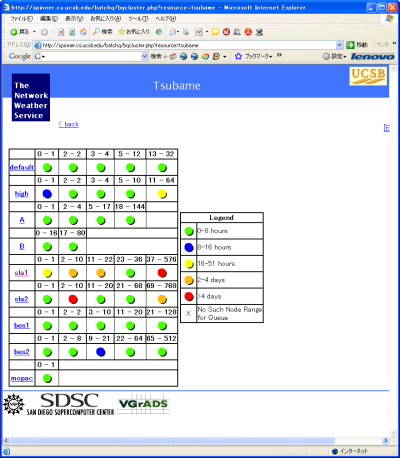 http://spinner.cs.ucsb.edu/batchq/bqcluster.php?resource=tsubame - Microsoft Internet Explorer
ファイル(F) 編集(E) 表示(V) お気に入り(A) ツール(T) ヘルプ(H)
戻る 検索 お気に入り
アドレス(D) http://spinner.cs.ucsb.edu/batchq/bqcluster.php?resource=tsubame 移動 リンク
Google 検索 ブックマーク 設定 lenovo
The Network Weather Service
Tsubame
UCSB
< back
[E
0 - 1 2 - 2 3 - 4 5 - 12 13 - 32
default
0 - 1 2 - 2 3 - 4 5 - 10 11 - 64
high
0 - 1 2 - 4 5 - 17 18 - 144
A
0 - 16 17 - 80
B
0 - 1 2 - 10 11 - 22 23 - 36 37 - 576
sla1
0 - 1 2 - 10 11 - 20 21 - 68 69 - 768
sla2
0 - 1 2 - 2 3 - 10 11 - 20 21 - 128
bes1
0 - 1 2 - 8 9 - 21 22 - 64 65 - 512
bes2
0 - 1
mopac
Legend
0-8 hours
8-16 hours
16-51 hours
2-4 days
>4 days
X No Such Node Range for Queue
SDSC
SAN DIEGO SUPERCOMPUTER CENTER
VGrADS
インターネット